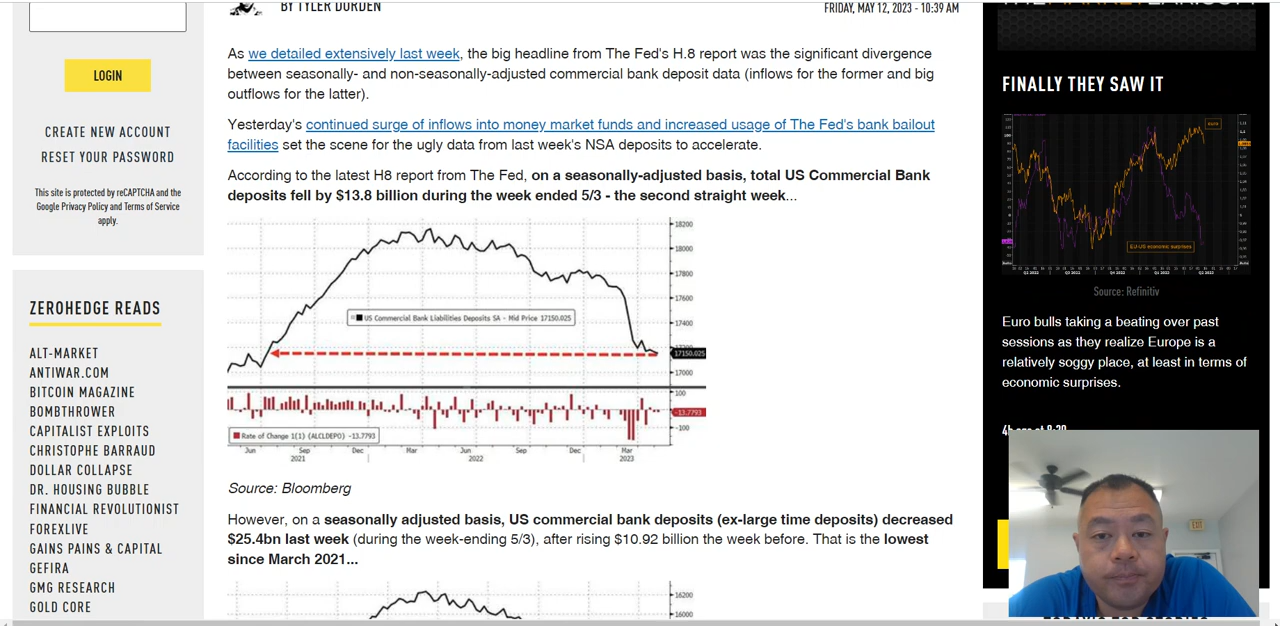 BY TYLER DURDEN
FRIDAY, MAY 12, 2023 - 10:39 AM
LOGIN
CREATE NEW ACCOUNT
RESET YOUR PASSWORD
This site is protected by reCAPTCHA and the
Google Privacy Policy and Terms of Service
apply.
ZEROHEDGE READS
ALT-MARKET
ANTIWAR.COM
BITCOIN MAGAZINE
BOMBTHROWER
CAPITALIST EXPLOITS
CHRISTOPHE BARRAUD
DOLLAR COLLAPSE
DR. HOUSING BUBBLE
FINANCIAL REVOLUTIONIST
FOREXLIVE
GAINS PAINS & CAPITAL
GEFIRA
GMG RESEARCH
GOLD CORE
As we detailed extensively last week, the big headline from The Fed's H.8 report was the significant divergence
between seasonally- and non-seasonally-adjusted commercial bank deposit data (inflows for the former and big
outflows for the latter).
Yesterday's continued surge of inflows into money market funds and increased usage of The Fed's bank bailout
facilities set the scene for the ugly data from last week's NSA deposits to accelerate.
According to the latest H8 report from The Fed, on a seasonally-adjusted basis, total US Commercial Bank
deposits fell by $13.8 billion during the week ended 5/3 - the second straight week...
18200
18000
17800
17600
US Commercial Bank Liabilities Deposits SA - Mid Price 17150.025
17400
17150.025
17000
100
-13.7793
-100
Rate of Change 1(1) (ALCLDEPO) -13.7793
Jun Sep Dec Mar Jun Sep Dec Mar
2021 2022 2023
Source: Bloomberg
However, on a seasonally adjusted basis, US commercial bank deposits (ex-large time deposits) decreased
$25.4bn last week (during the week-ending 5/3), after rising $10.92 billion the week before. That is the lowest
since March 2021...
16200
16000
FINALLY THEY SAW IT
EU-US economic surprises
Source: Refinitiv
Euro bulls taking a beating over past
sessions as they realize Europe is a
relatively soggy place, at least in terms of
economic surprises.
EXIT